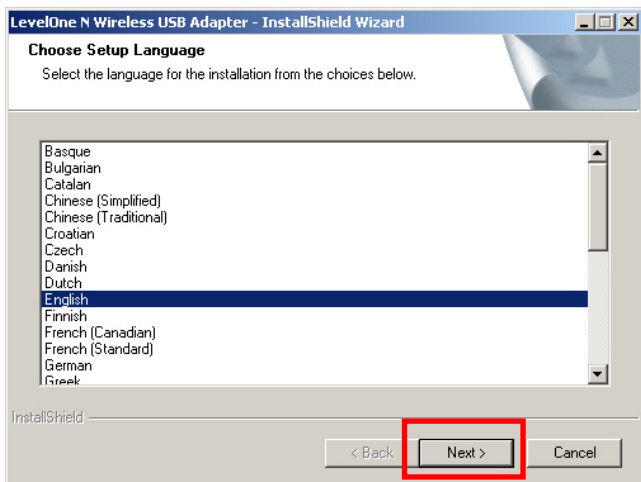 LevelOne N Wireless USB Adapter - InstallShield Wizard
Choose Setup Language
Select the language for the installation from the choices below.
Basque
Bulgarian
Catalan
Chinese (Simplified)
Chinese (Traditional)
Croatian
Czech
Danish
Dutch
English
Finnish
French (Canadian)
French (Standard)
German
Greek
InstallShield
< Back Next > Cancel